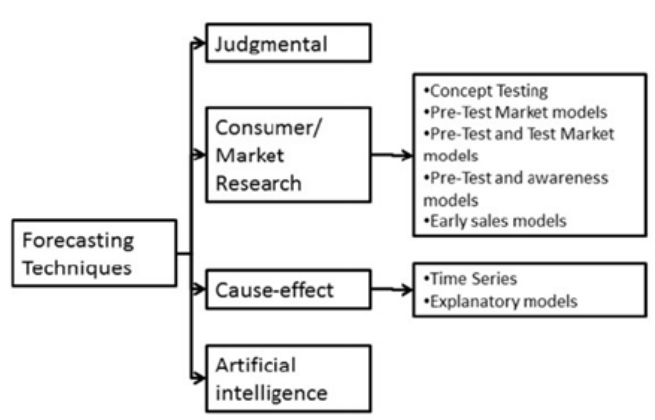 Judgmental
Consumer/
Market
Research
•Concept Testing
•Pre-Test Market models
•Pre-Test and Test Market
models
•Pre-Test and awareness
models
•Early sales models
Forecasting
Techniques
Cause-effect
•Time Series
•Explanatory models
Artificial
intelligence